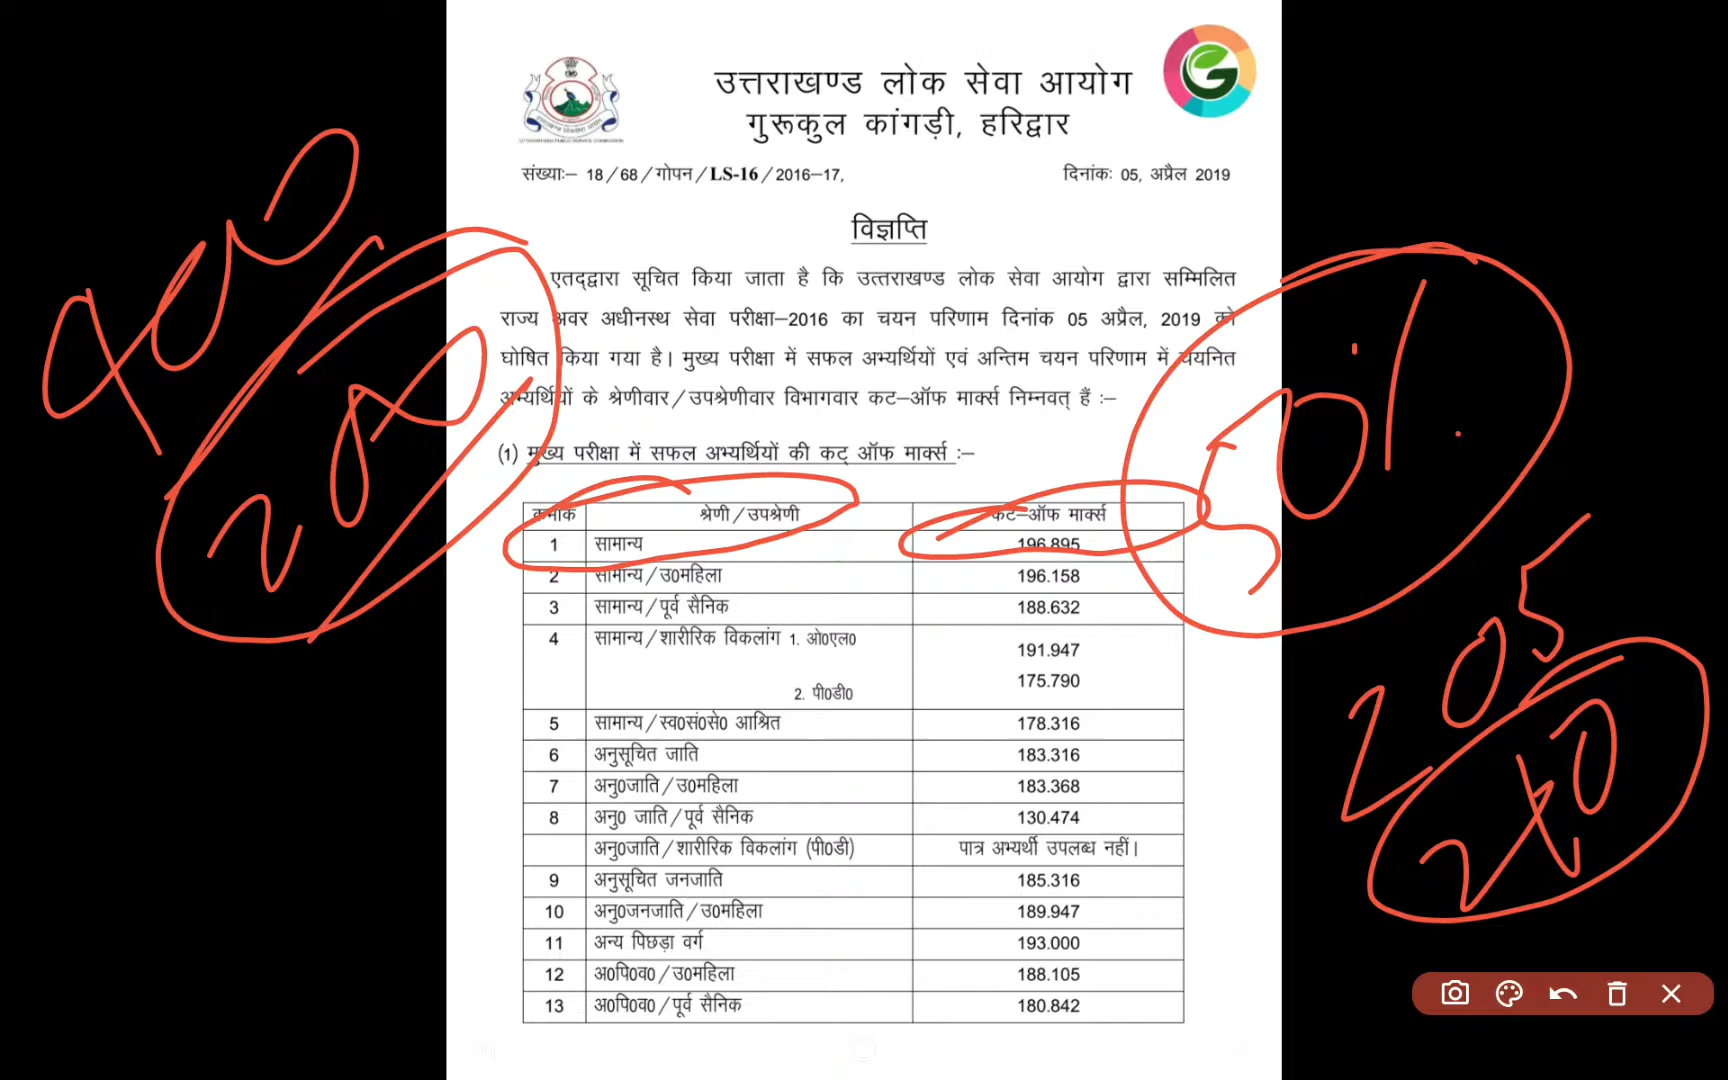 उत्तराखण्ड लोक सेवा आयोग
गुरूकुल कांगड़ी, हरिद्वार
संख्याः– 18/68/गोपन/LS-16/2016–17,
दिनांकः 05, अप्रैल 2019
विज्ञप्ति
एतद्द्वारा सूचित किया जाता है कि उत्तराखण्ड लोक सेवा आयोग द्वारा सम्मिलित
राज्य अवर अधीनस्थ सेवा परीक्षा–2016 का चयन परिणाम दिनांक 05 अप्रैल, 2019 को
घोषित किया गया है। मुख्य परीक्षा में सफल अभ्यर्थियों एवं अन्तिम चयन परिणाम में चयनित
अभ्यर्थियों के श्रेणीवार/उपश्रेणीवार विभागवार कट–ऑफ मार्क्स निम्नवत् हैं :–
(1) मुख्य परीक्षा में सफल अभ्यर्थियों की कट् ऑफ मार्क्स :–
कमांक श्रेणी/उपश्रेणी कट–ऑफ मार्क्स
1 सामान्य 196.895
2 सामान्य/उ0महिला 196.158
3 सामान्य/पूर्व सैनिक 188.632
4 सामान्य/शारीरिक विकलांग 1. ओ0एल0 191.947
2. पी0डी0 175.790
5 सामान्य/स्व0सं0से0 आश्रित 178.316
6 अनुसूचित जाति 183.316
7 अनु0जाति/उ0महिला 183.368
8 अनु0 जाति/पूर्व सैनिक 130.474
अनु0जाति/शारीरिक विकलांग (पी0डी) पात्र अभ्यर्थी उपलब्ध नहीं।
9 अनुसूचित जनजाति 185.316
10 अनु0जनजाति/उ0महिला 189.947
11 अन्य पिछड़ा वर्ग 193.000
12 अ0पि0व0/उ0महिला 188.105
13 अ0पि0व0/पूर्व सैनिक 180.842
400
200
50%
205
210